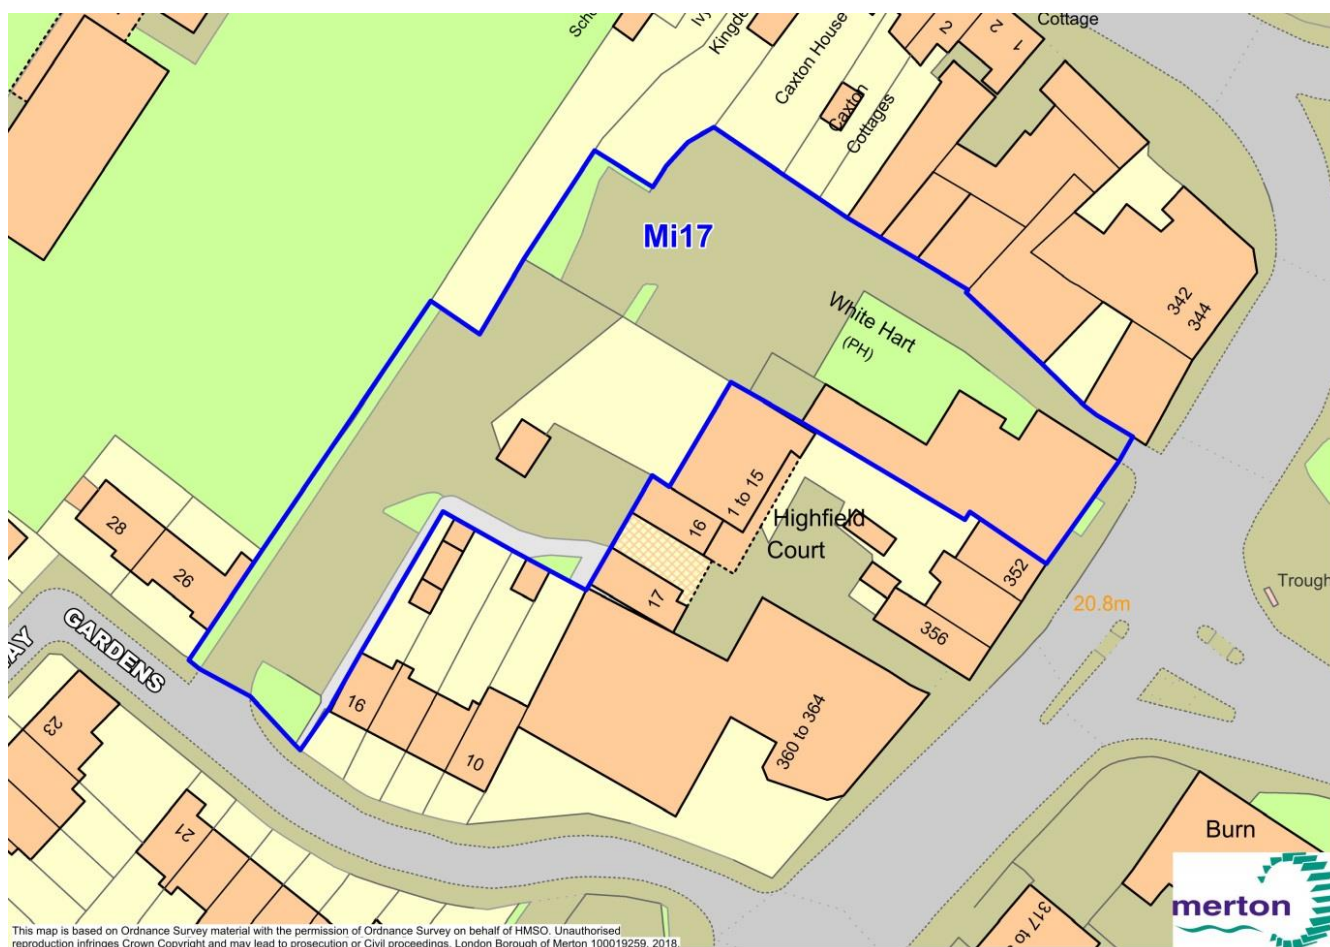 Cottage
2
2
1
Caxton House
Caxton
Cottages
Mi17
White Hart
(PH)
342
344
1 to 15
16
17
Highfield
Court
352
356
360 to 364
20.8m
Trough
28
26
GARDENS
23
16
10
21
Burn
merton
This map is based on Ordnance Survey material with the permission of Ordnance Survey on behalf of HMSO. Unauthorised
reproduction infringes Crown Copyright and may lead to prosecution or Civil proceedings. London Borough of Merton 100019259. 2018.